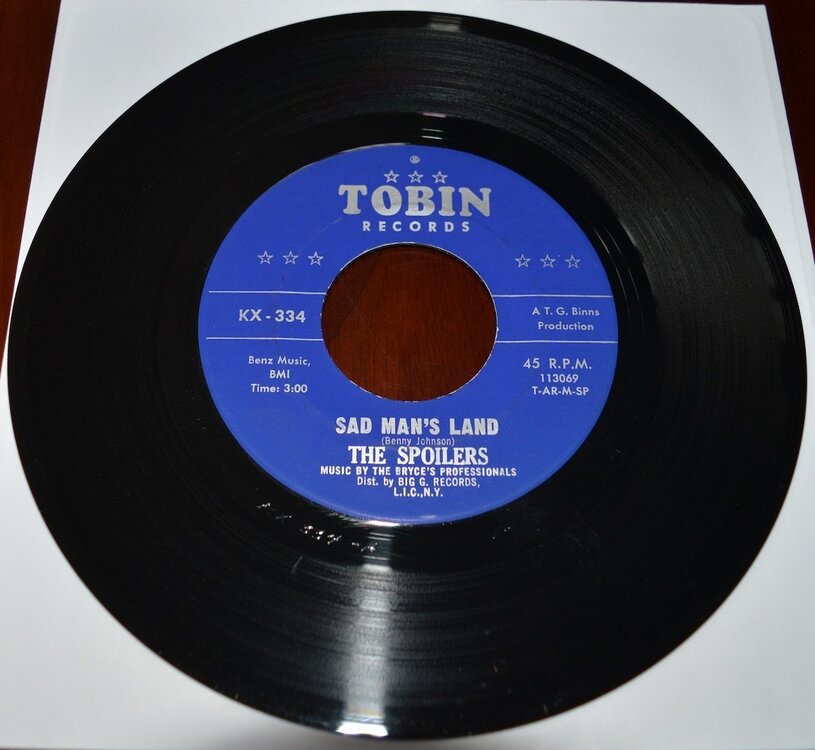 ®
☆☆☆
TOBIN
RECORDS
☆☆☆ ☆☆☆
KX-334
A T. G. Binns
Production
Benz Music,
BMI
Time: 3:00
45 R.P.M.
113069
T-AR-M-SP
SAD MAN'S LAND
(Benny Johnson)
THE SPOILERS
MUSIC BY THE BRYCE'S PROFESSIONALS
Dist. by BIG G. RECORDS,
L.I.C.,N.Y.